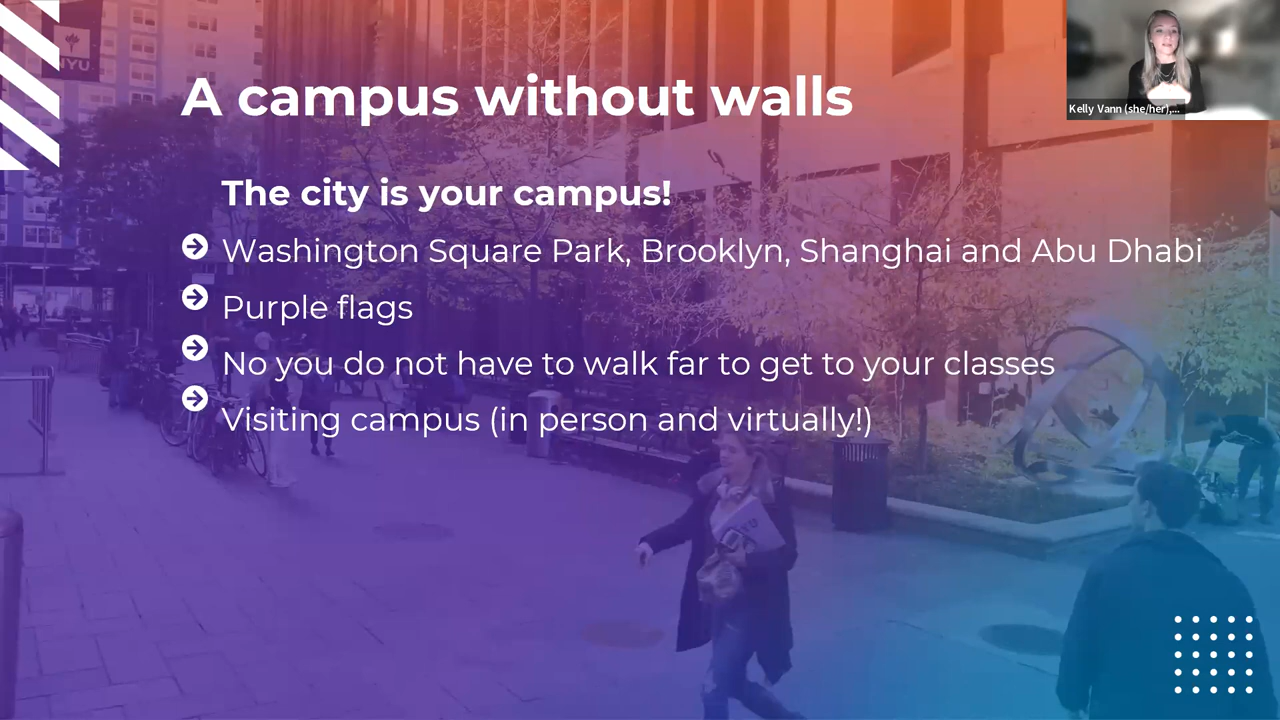 NYU
A campus without walls
Kelly Vann (she/her),...
The city is your campus!
Washington Square Park, Brooklyn, Shanghai and Abu Dhabi
Purple flags
No you do not have to walk far to get to your classes
Visiting campus (in person and virtually!)
NYU